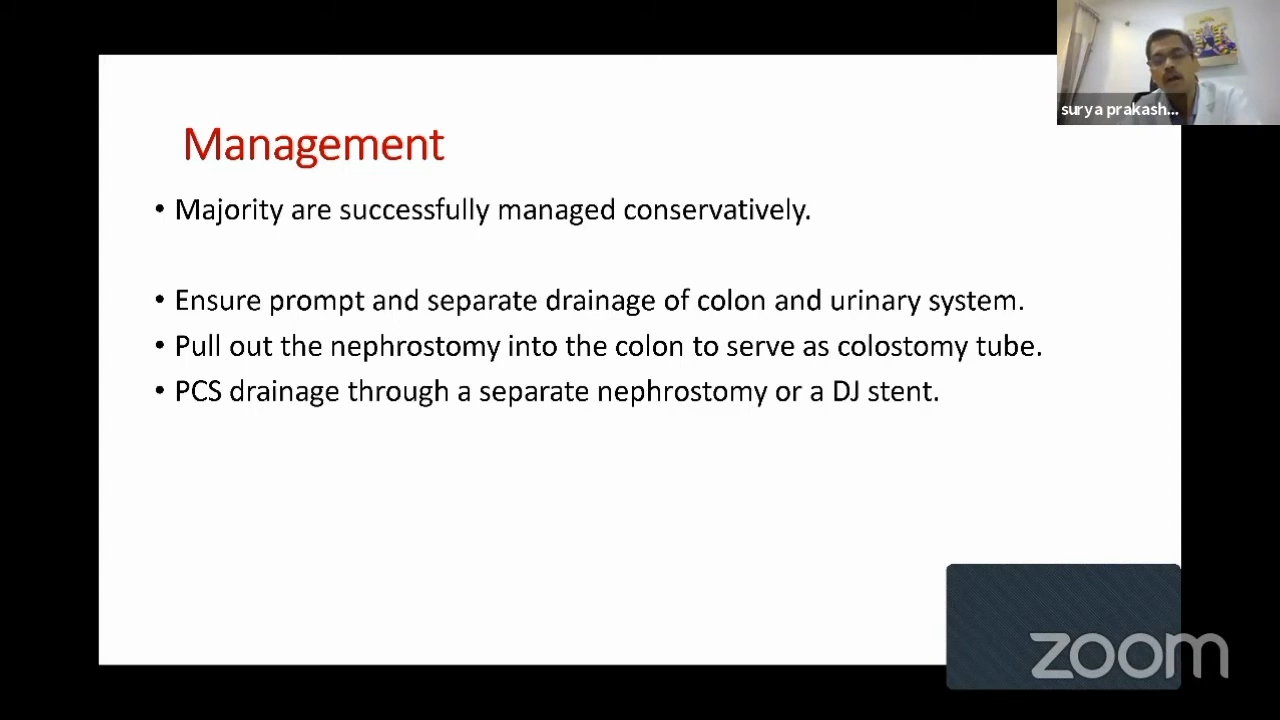 surya prakash...
Management
• Majority are successfully managed conservatively.
• Ensure prompt and separate drainage of colon and urinary system.
• Pull out the nephrostomy into the colon to serve as colostomy tube.
• PCS drainage through a separate nephrostomy or a DJ stent.
zoom